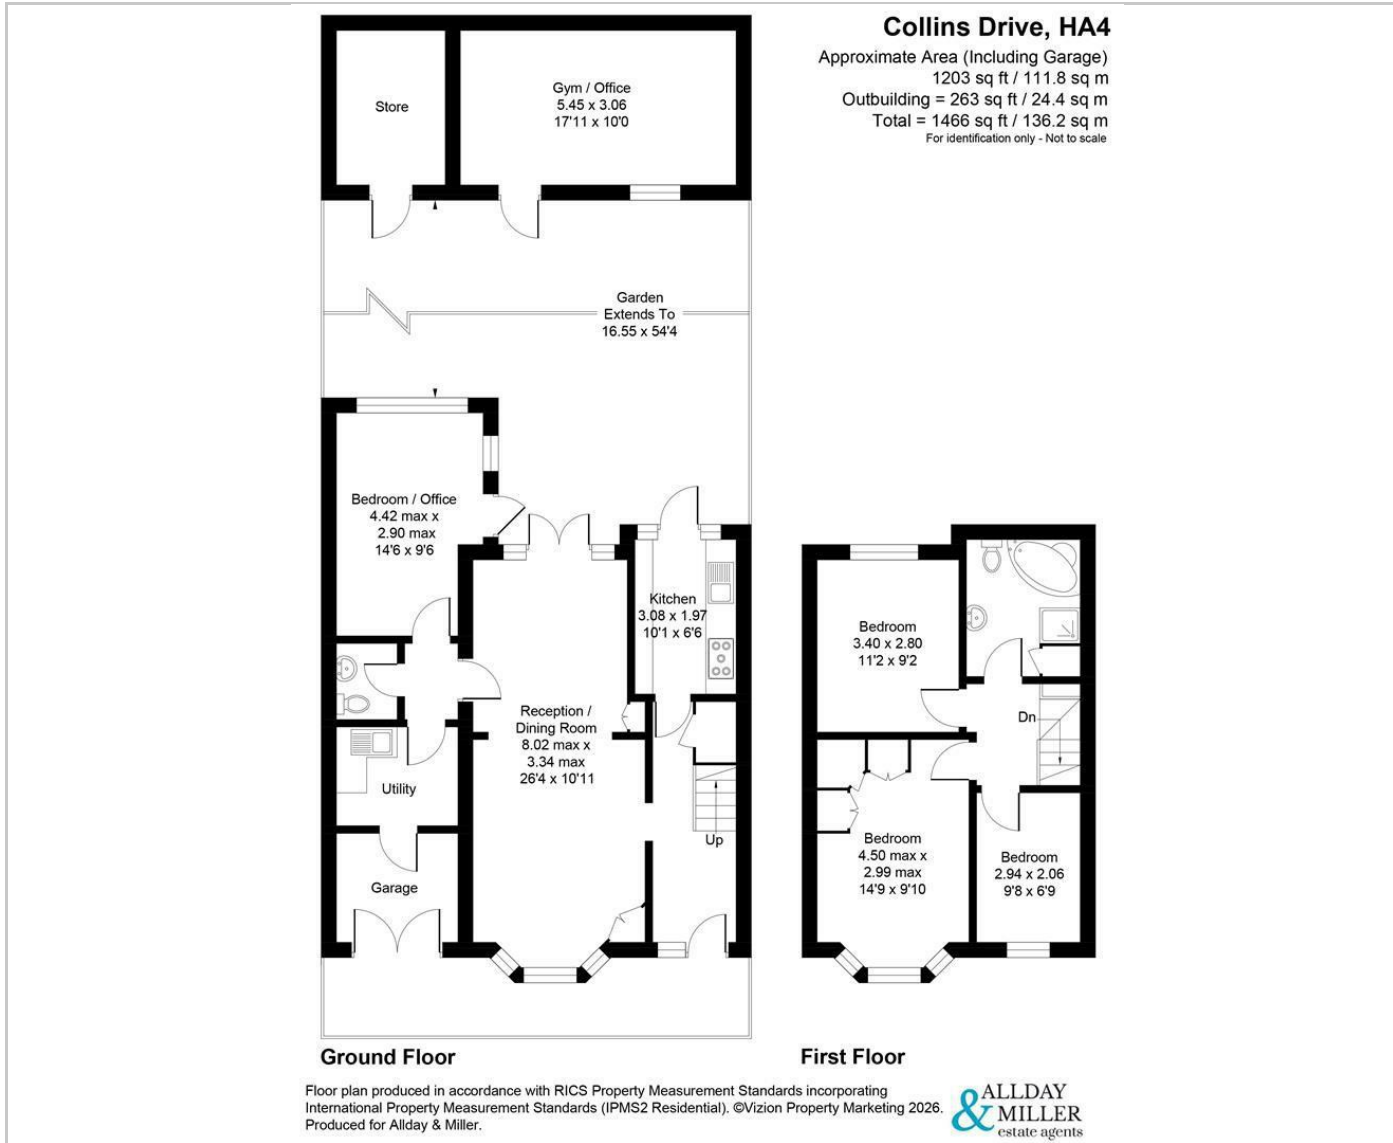 Collins Drive, HA4
Approximate Area (Including Garage)
1203 sq ft / 111.8 sq m
Outbuilding = 263 sq ft / 24.4 sq m
Total = 1466 sq ft / 136.2 sq m
For identification only - Not to scale
Store
Gym / Office
5.45 x 3.06
17'11 x 10'0
Garden
Extends To
16.55 x 54'4
Bedroom / Office
4.42 max x
2.90 max
14'6 x 9'6
Kitchen
3.08 x 1.97
10'1 x 6'6
Reception /
Dining Room
8.02 max x
3.34 max
26'4 x 10'11
Utility
Up
Garage
Bedroom
3.40 x 2.80
11'2 x 9'2
Dn
Bedroom
4.50 max x
2.99 max
14'9 x 9'10
Bedroom
2.94 x 2.06
9'8 x 6'9
Ground Floor
First Floor
Floor plan produced in accordance with RICS Property Measurement Standards incorporating
International Property Measurement Standards (IPMS2 Residential). ©Vizion Property Marketing 2026.
Produced for Allday & Miller.
ALLDAY
& MILLER
estate agents